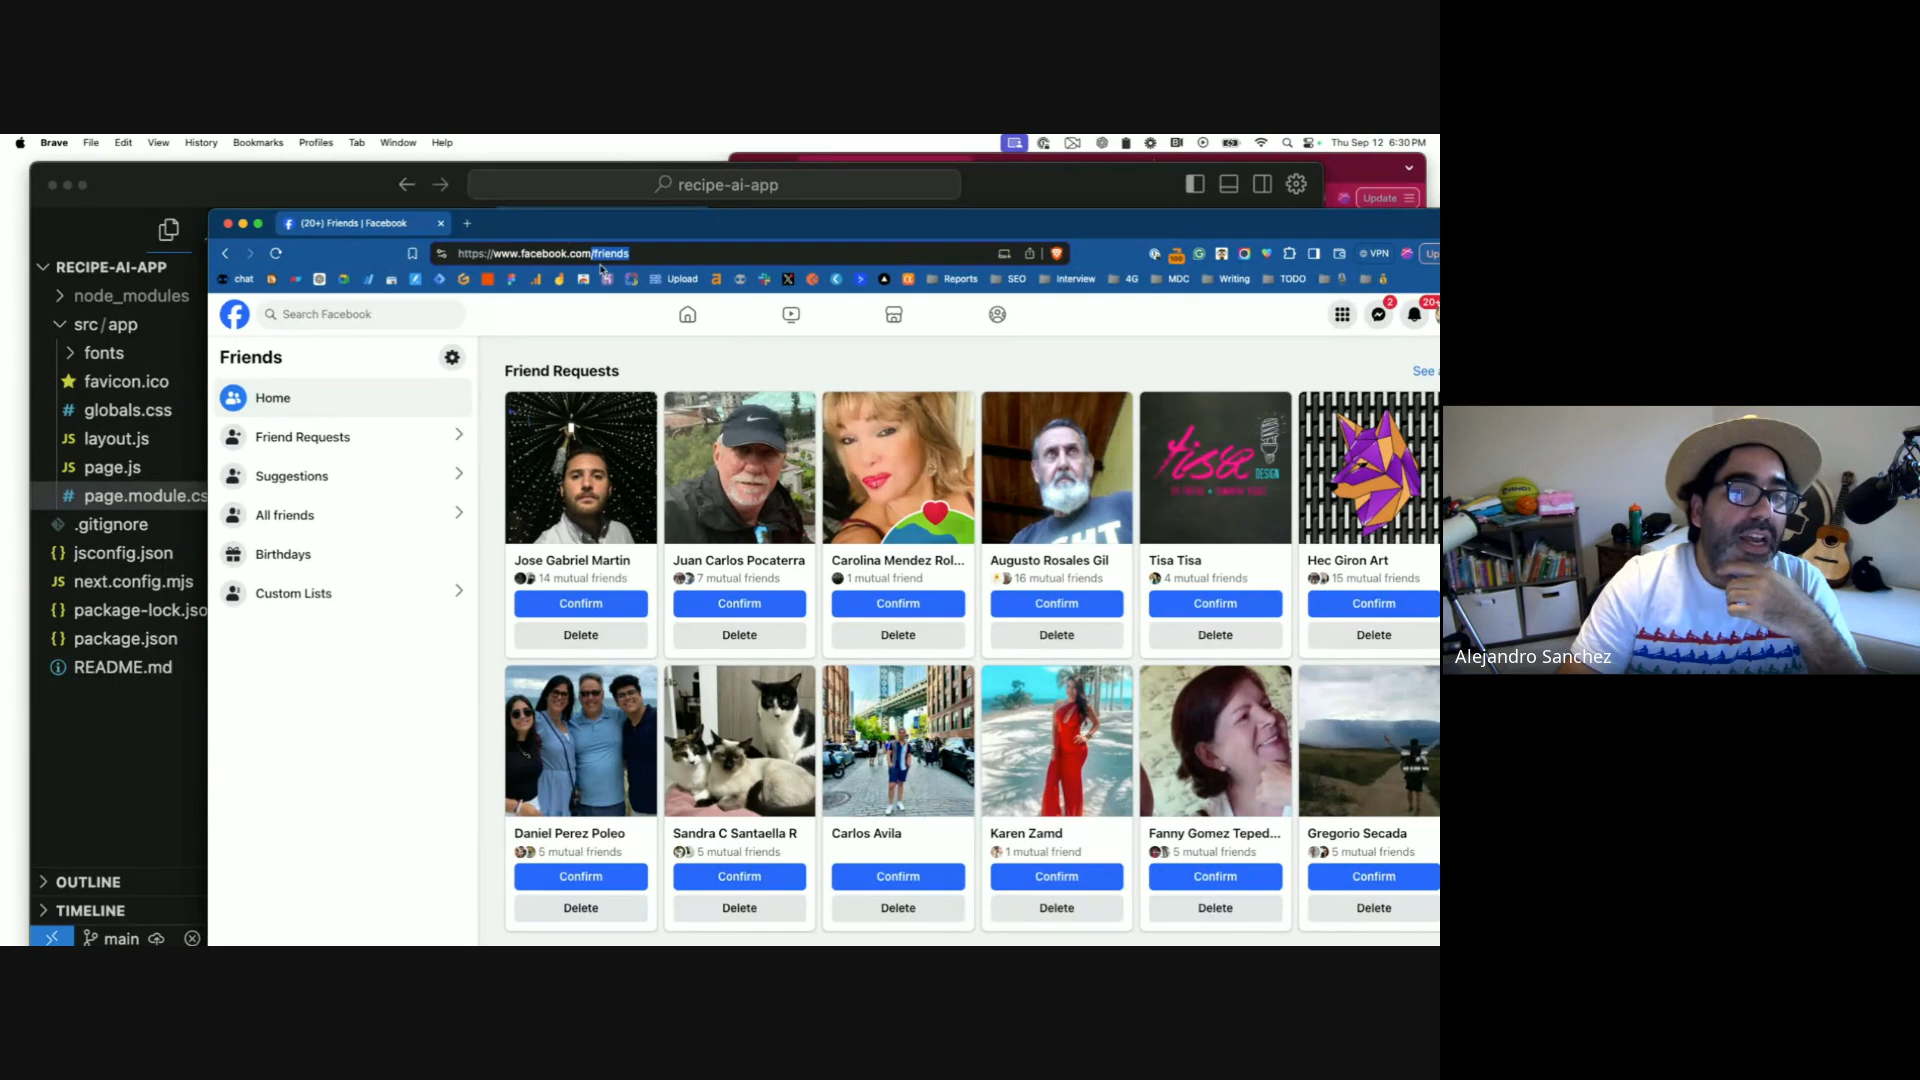 Brave File Edit View History Bookmarks Profiles Tab Window Help
Thu Sep 12 6:30 PM
recipe-ai-app
Update
(20+) Friends | Facebook
https://www.facebook.com/friends
VPN
Up
chat
Upload
Reports
SEO
Interview
4G
MDC
Writing
TODO
RECIPE-AI-APP
node_modules
src/app
fonts
favicon.ico
globals.css
layout.js
page.js
page.module.cs
.gitignore
jsconfig.json
next.config.mjs
package-lock.jso
package.json
README.md
OUTLINE
TIMELINE
main
Search Facebook
2
20+
Friends
Home
Friend Requests
Suggestions
All friends
Birthdays
Custom Lists
Friend Requests
See
Jose Gabriel Martin
14 mutual friends
Confirm
Delete
Juan Carlos Pocaterra
7 mutual friends
Confirm
Delete
Carolina Mendez Rol...
1 mutual friend
Confirm
Delete
Augusto Rosales Gil
16 mutual friends
Confirm
Delete
tisa
DESIGN
Tisa Tisa
4 mutual friends
Confirm
Delete
Hec Giron Art
15 mutual friends
Confirm
Delete
Daniel Perez Poleo
5 mutual friends
Confirm
Delete
Sandra C Santaella R
5 mutual friends
Confirm
Delete
Carlos Avila
Confirm
Delete
Karen Zamd
1 mutual friend
Confirm
Delete
Fanny Gomez Teped...
5 mutual friends
Confirm
Delete
Gregorio Secada
5 mutual friends
Confirm
Delete
Alejandro Sanchez